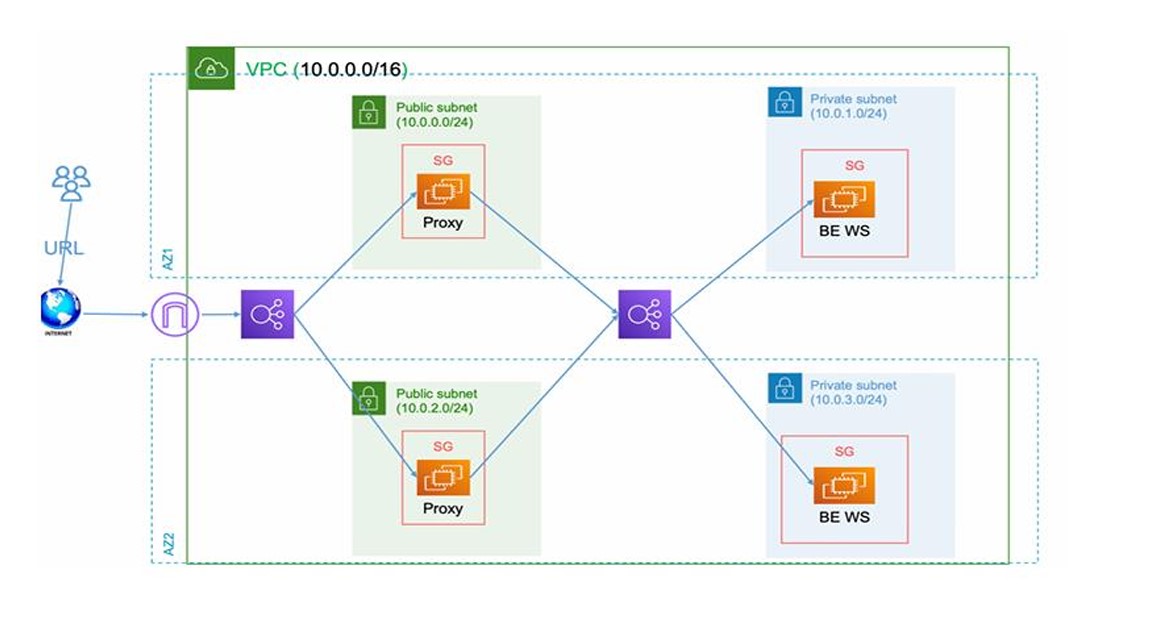 VPC (10.0.0.0/16)
Public subnet
(10.0.0.0/24)
SG
Proxy
Private subnet
(10.0.1.0/24)
SG
BE WS
URL
AZ1
INTERNET
Public subnet
(10.0.2.0/24)
SG
Proxy
Private subnet
(10.0.3.0/24)
SG
BE WS
AZ2